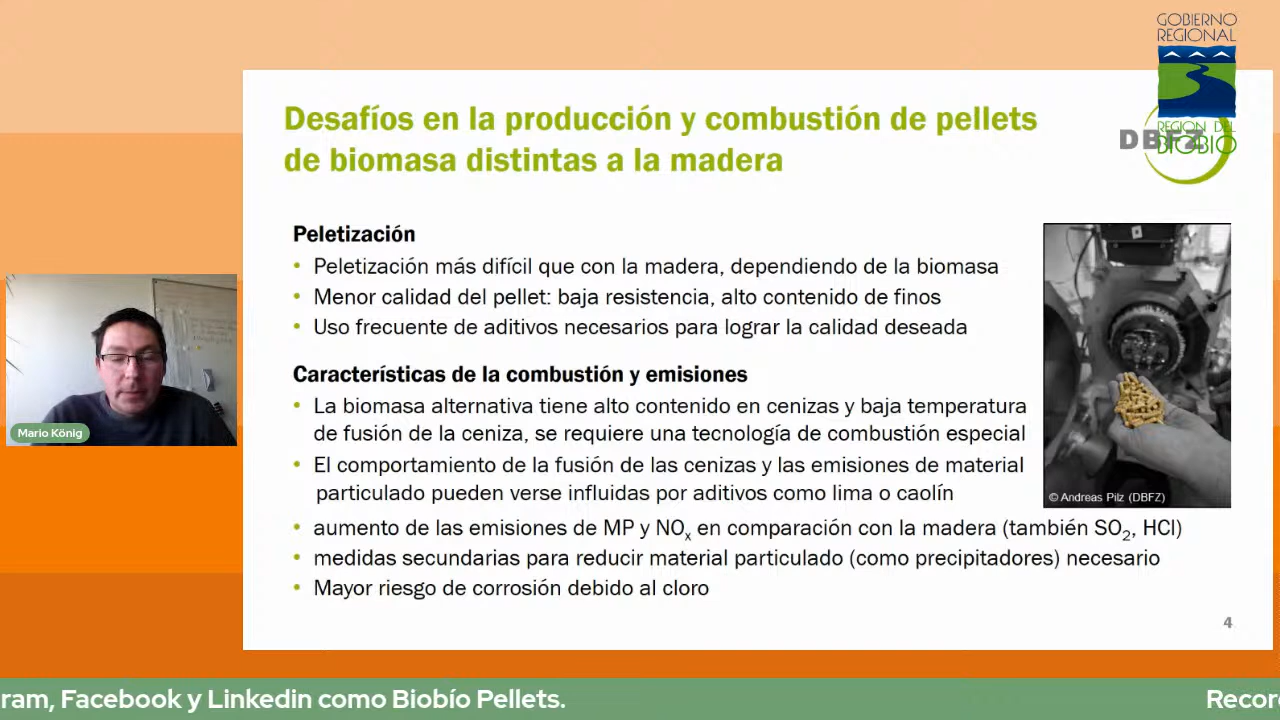 GOBIERNO
REGIONAL
REGIÓN DEL
BIOBÍO
DBFZ
Desafíos en la producción y combustión de pellets
de biomasa distintas a la madera
Peletización
• Peletización más difícil que con la madera, dependiendo de la biomasa
• Menor calidad del pellet: baja resistencia, alto contenido de finos
• Uso frecuente de aditivos necesarios para lograr la calidad deseada
Características de la combustión y emisiones
• La biomasa alternativa tiene alto contenido en cenizas y baja temperatura
de fusión de la ceniza, se requiere una tecnología de combustión especial
• El comportamiento de la fusión de las cenizas y las emisiones de material
particulado pueden verse influidas por aditivos como lima o caolín
• aumento de las emisiones de MP y NOx en comparación con la madera (también SO2, HCl)
• medidas secundarias para reducir material particulado (como precipitadores) necesario
• Mayor riesgo de corrosión debido al cloro
© Andreas Pilz (DBFZ)
4
Mario König
ram, Facebook y Linkedin como Biobío Pellets.
Recor